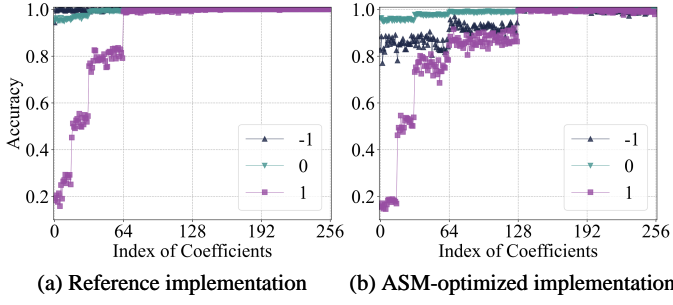 1.0
0.8
0.6
0.4
0.2
Accuracy
-1
0
1
0 64 128 192 256
Index of Coefficients
(a) Reference implementation
1.0
0.8
0.6
0.4
0.2
-1
0
1
0 64 128 192 256
Index of Coefficients
(b) ASM-optimized implementation